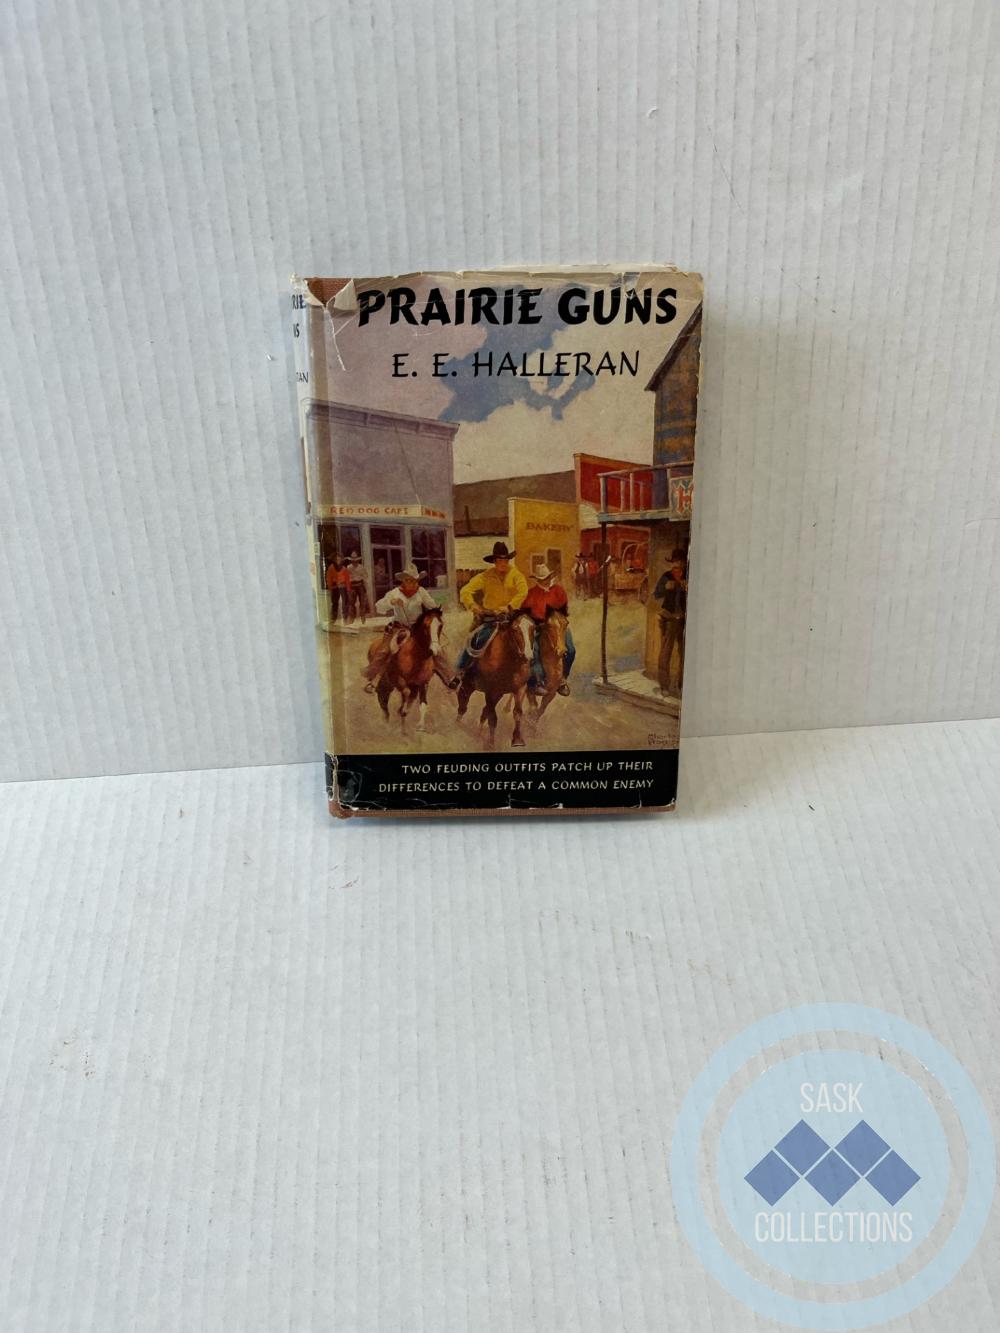 PRAIRIE GUNS
E. E. HALLERAN
RED DOG CAFE
BAKERY
TWO FEUDING OUTFITS PATCH UP THEIR
DIFFERENCES TO DEFEAT A COMMON ENEMY
SASK
COLLECTIONS